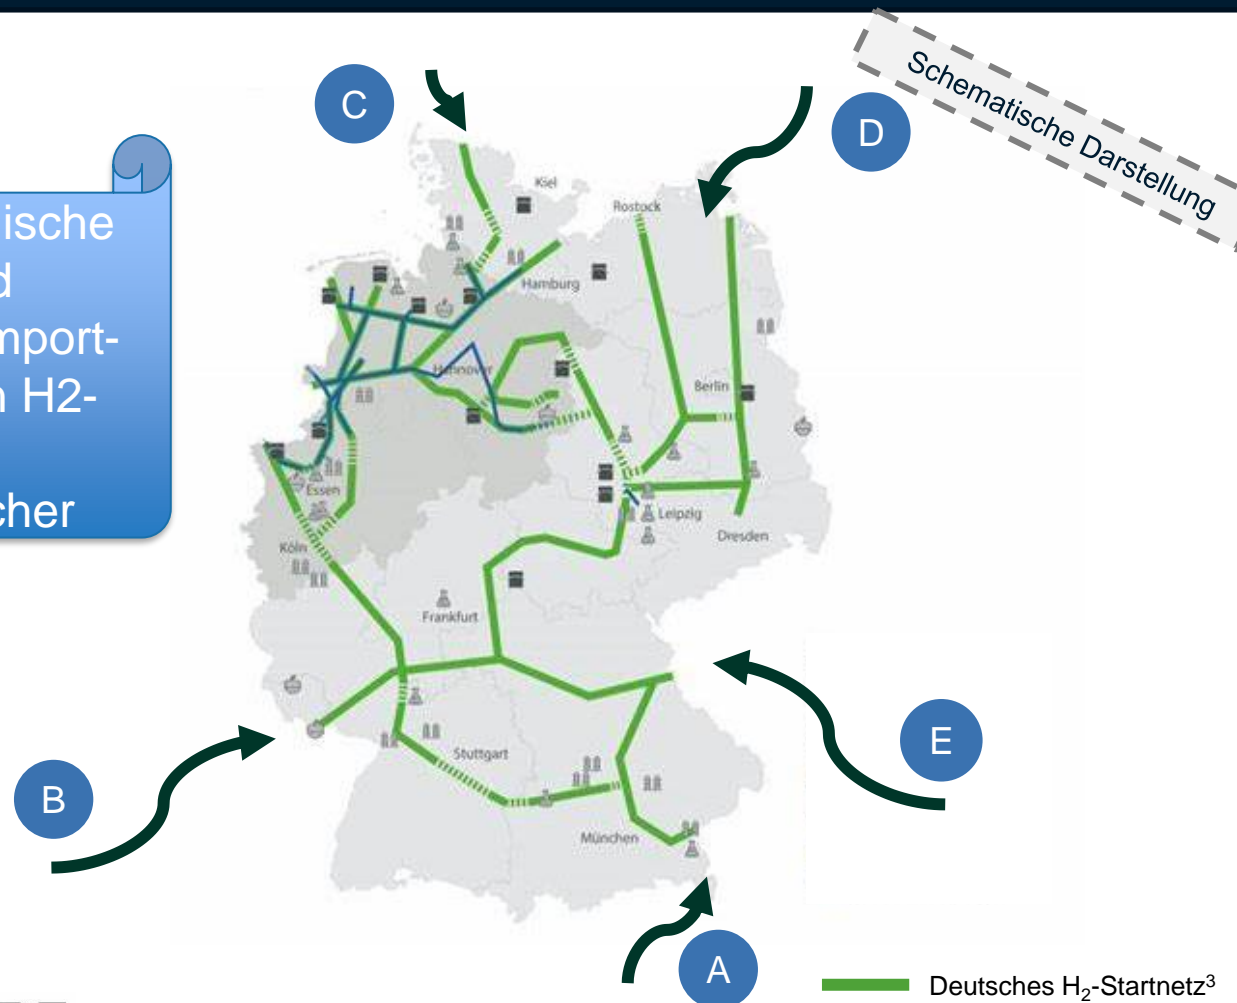 Schematische Darstellung
C
D
ische
d
mport-
n H2-
cher
Kiel
Rostock
Hamburg
Hannover
Berlin
Essen
Leipzig
Köln
Dresden
Frankfurt
Stuttgart
E
B
München
A
Deutsches H₂-Startnetz³